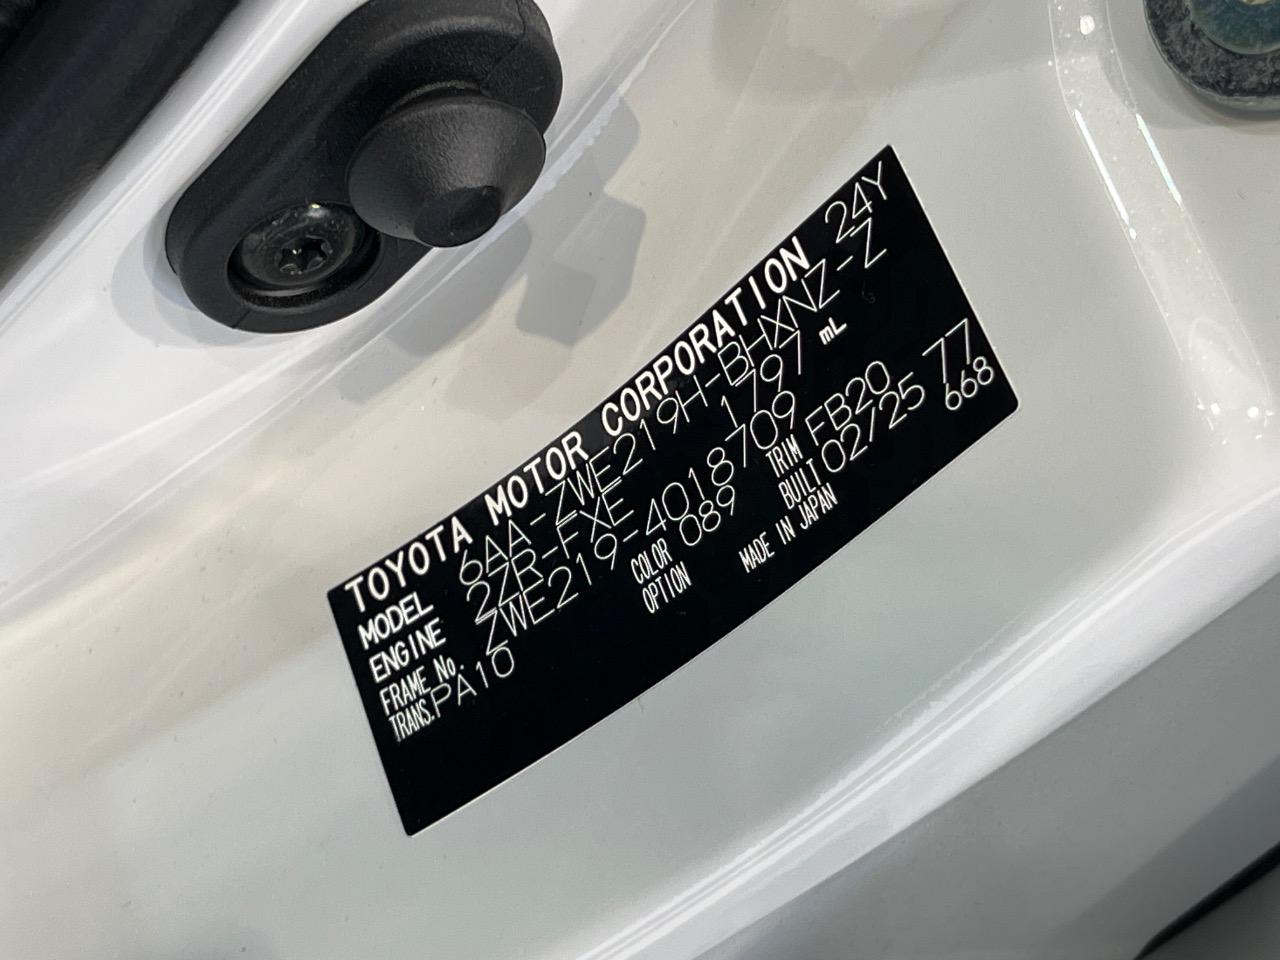 TOYOTA MOTOR CORPORATION 24Y
MODEL 6AA-ZWE219H-BHXNZ-Z
ENGINE 2ZR-FXE 1797 mL
FRAME No. ZWE219-4018709
TRANS. PA10 COLOR 089 TRIM FB20 77
OPTION BUILT 02/25 668
MADE IN JAPAN